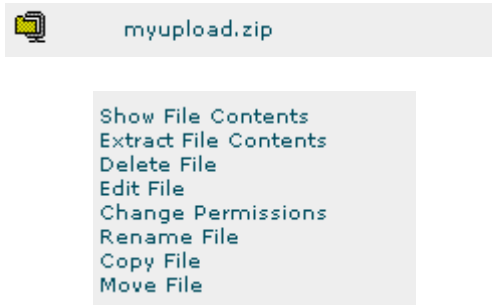 myupload.zip
Show File Contents
Extract File Contents
Delete File
Edit File
Change Permissions
Rename File
Copy File
Move File